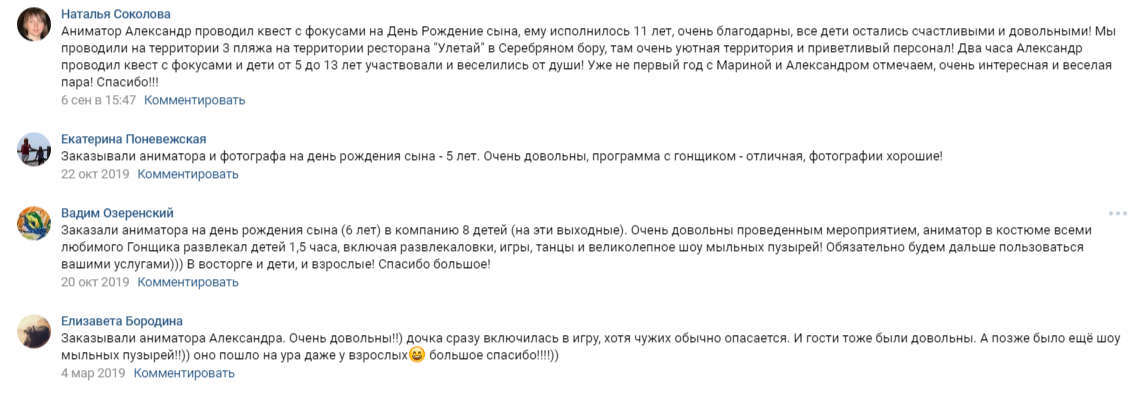 Наталья Соколова
Аниматор Александр проводил квест с фокусами на День Рождение сына, ему исполнилось 11 лет, очень благодарны, все дети остались счастливыми и довольными! Мы
проводили на территории 3 пляжа на территории ресторана "Улетай" в Серебряном бору, там очень уютная территория и приветливый персонал! Два часа Александр
проводил квест с фокусами и дети от 5 до 13 лет участвовали и веселились от души! Уже не первый год с Мариной и Александром отмечаем, очень интересная и веселая
пара! Спасибо!!!
6 сен в 15:47 Комментировать
Екатерина Поневежская
Заказывали аниматора и фотографа на день рождения сына - 5 лет. Очень довольны, программа с гонщиком - отличная, фотографии хорошие!
22 окт 2019 Комментировать
Вадим Озеренский
Заказали аниматора на день рождения сына (6 лет) в компанию 8 детей (на эти выходные). Очень довольны проведенным мероприятием, аниматор в костюме всеми
любимого Гонщика развлекал детей 1,5 часа, включая развлекаловки, игры, танцы и великолепное шоу мыльных пузырей! Обязательно будем дальше пользоваться
вашими услугами))) В восторге и дети, и взрослые! Спасибо большое!
20 окт 2019 Комментировать
Елизавета Бородина
Заказывали аниматора Александра. Очень довольны!!) дочка сразу включилась в игру, хотя чужих обычно опасается. И гости тоже были довольны. А позже было ещё шоу
мыльных пузырей!!)) оно пошло на ура даже у взрослых😄 большое спасибо!!!!))
4 мар 2019 Комментировать